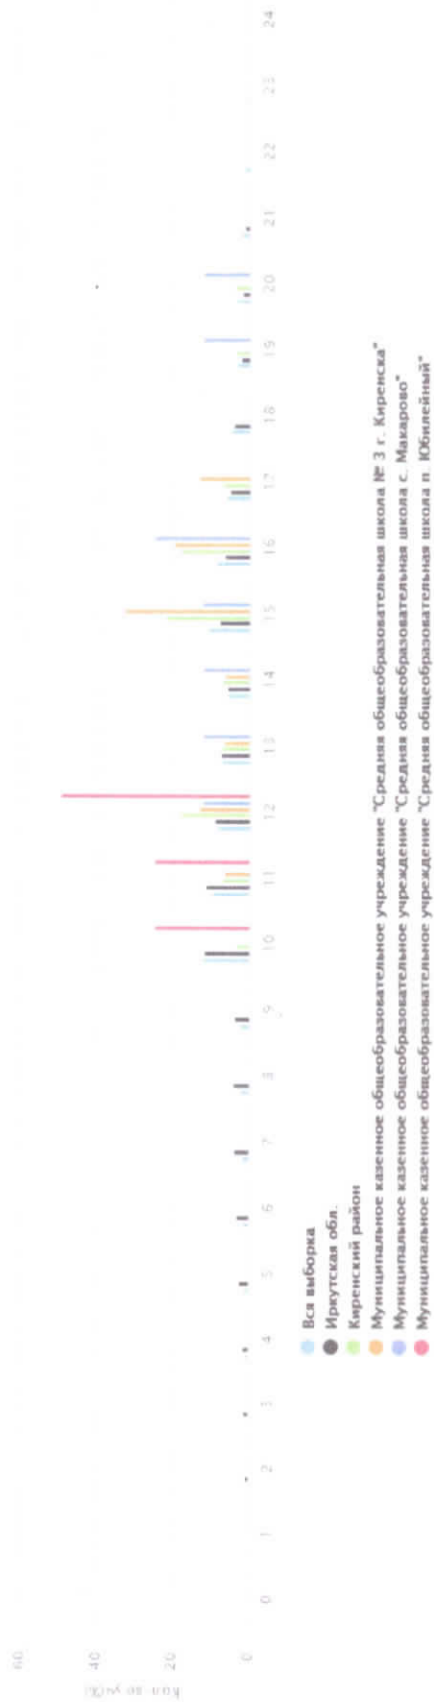 60
40
20
0
Кол-во уч(%)
0 1 2 3 4 5 6 7 8 9 10 11 12 13 14 15 16 17 18 19 20 21 22 23 24
Вся выборка
Иркутская обл.
Киренский район
Муниципальное казенное общеобразовательное учреждение "Средняя общеобразовательная школа № 3 г. Киренска"
Муниципальное казенное общеобразовательное учреждение "Средняя общеобразовательная школа с. Макарово"
Муниципальное казенное общеобразовательное учреждение "Средняя общеобразовательная школа п. Юбилейный"